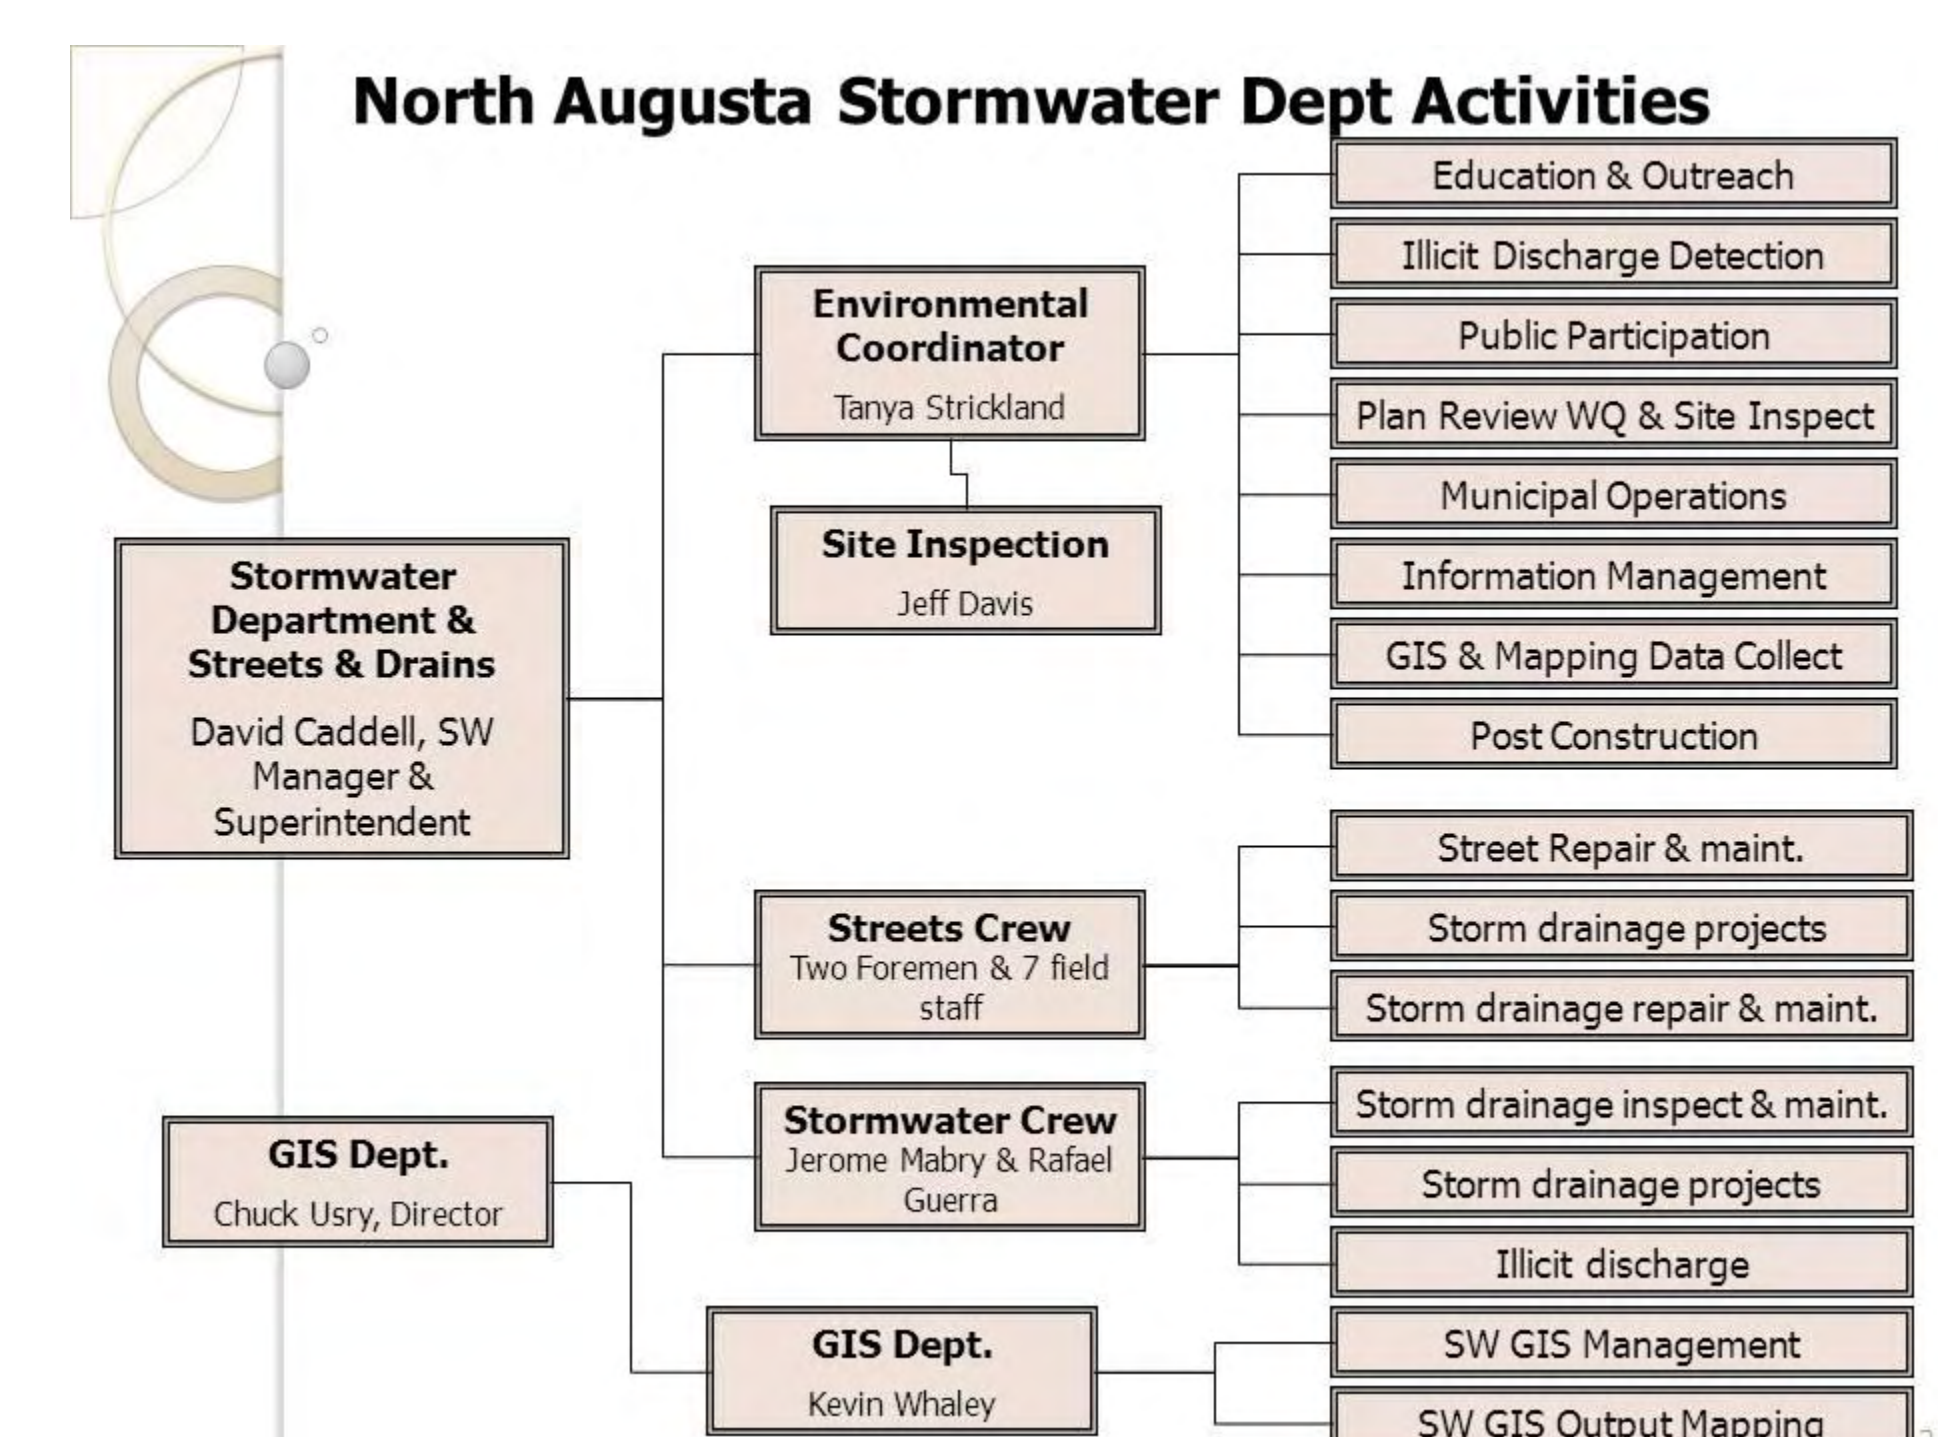 North Augusta Stormwater Dept Activities
Education & Outreach
Illicit Discharge Detection
Public Participation
Plan Review WQ & Site Inspect
Municipal Operations
Information Management
GIS & Mapping Data Collect
Post Construction
Environmental
Coordinator
Tanya Strickland
Site Inspection
Jeff Davis
Stormwater
Department &
Streets & Drains
David Caddell, SW
Manager &
Superintendent
Street Repair & maint.
Storm drainage projects
Storm drainage repair & maint.
Streets Crew
Two Foremen & 7 field
staff
Stormwater Crew
Jerome Mabry & Rafael
Guerra
Storm drainage inspect & maint.
Storm drainage projects
Illicit discharge
GIS Dept.
Chuck Usry, Director
GIS Dept.
Kevin Whaley
SW GIS Management
SW GIS Output Mapping